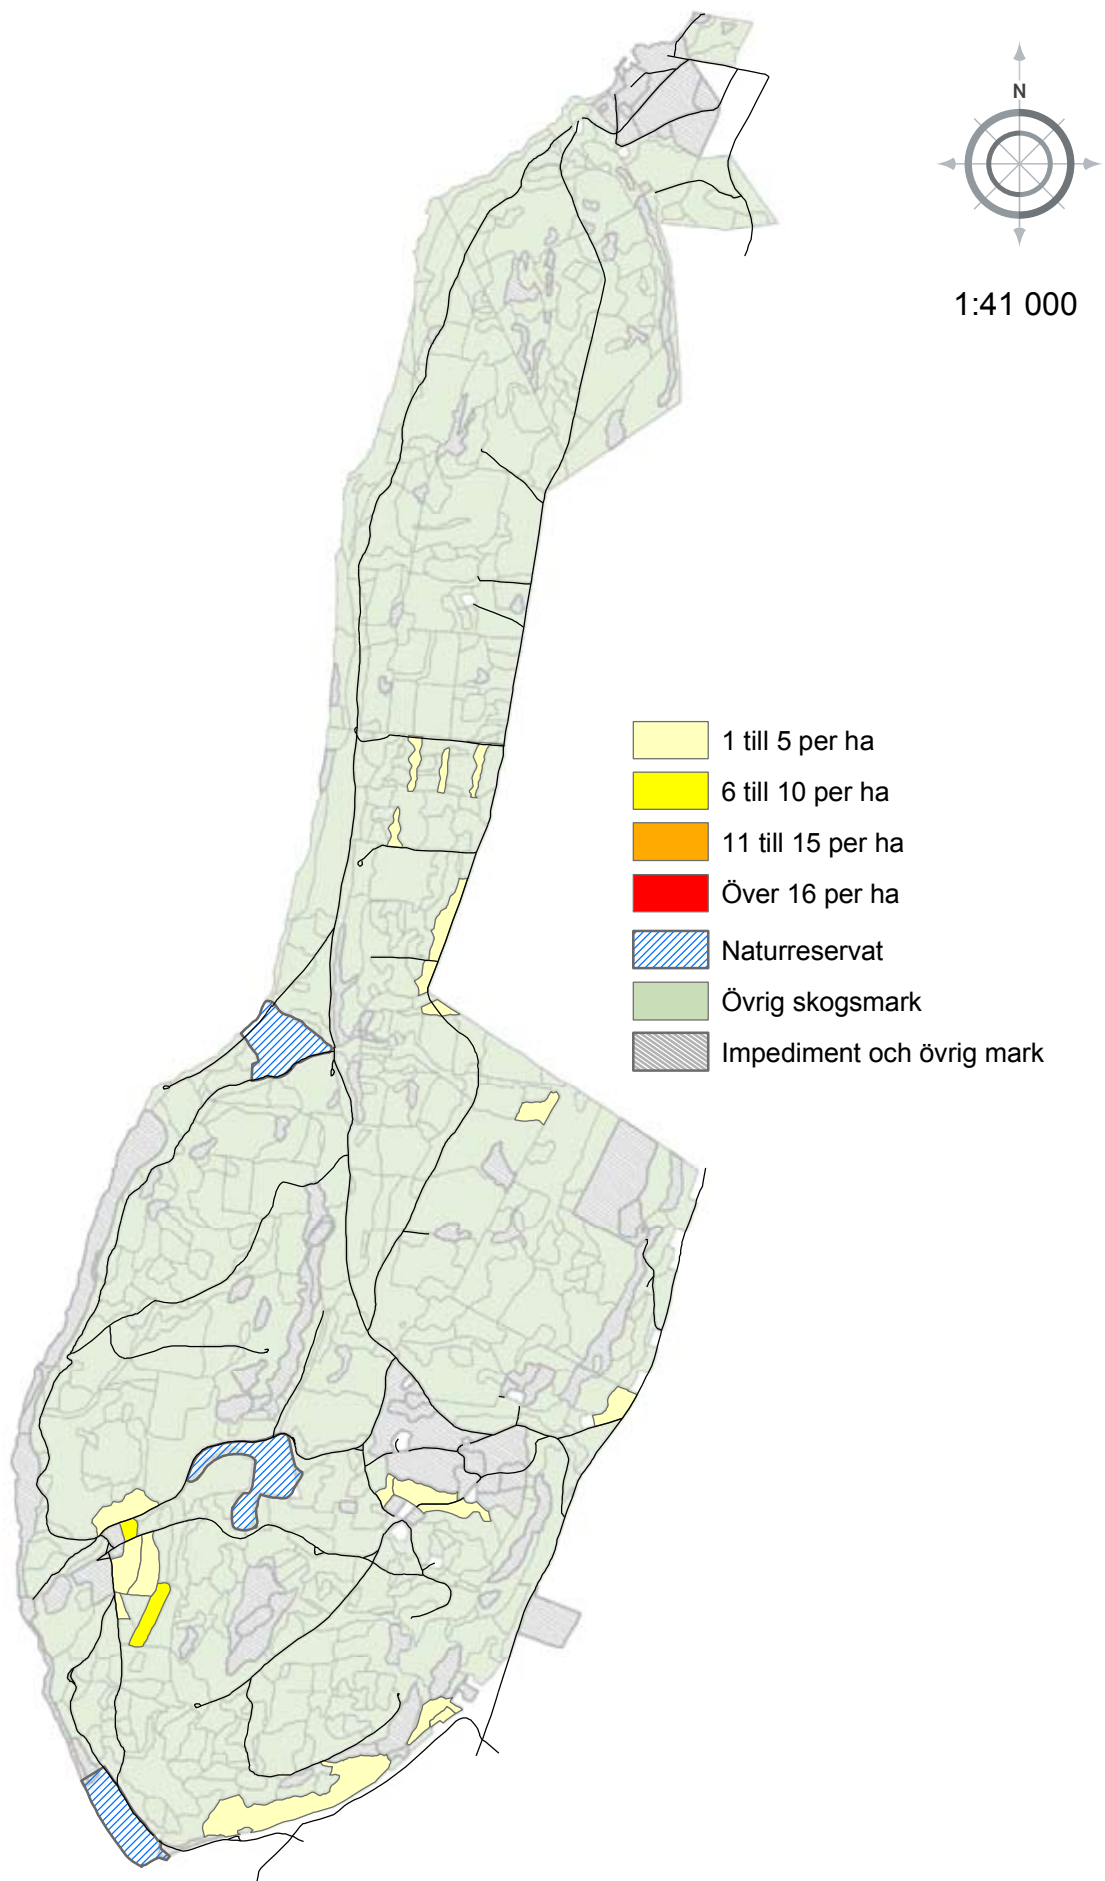 N
1:41 000
1 till 5 per ha
6 till 10 per ha
11 till 15 per ha
Över 16 per ha
Naturreservat
Övrig skogsmark
Impediment och övrig mark